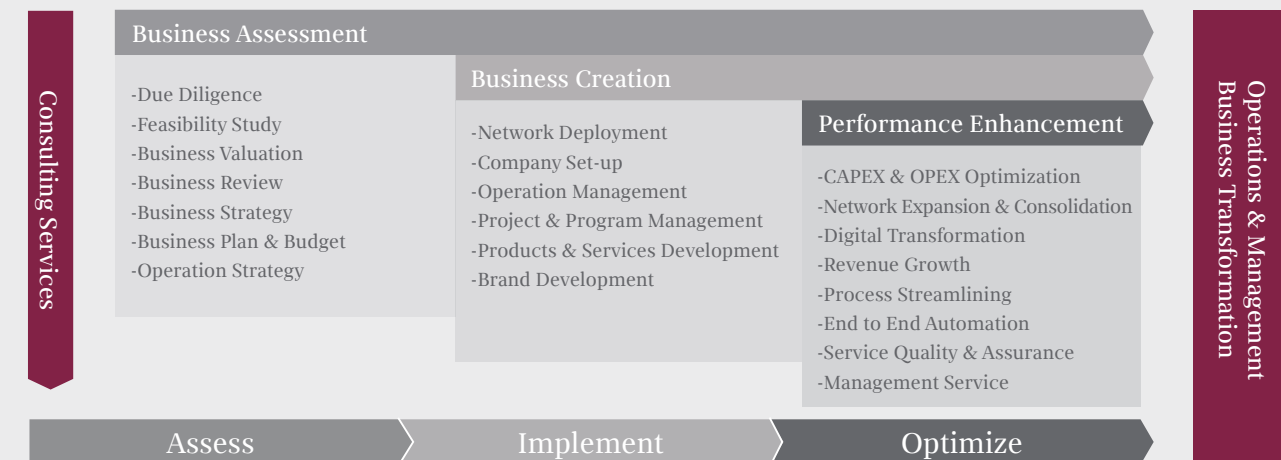 Consulting Services
Business Assessment
-Due Diligence
-Feasibility Study
-Business Valuation
-Business Review
-Business Strategy
-Business Plan & Budget
-Operation Strategy
Business Creation
-Network Deployment
-Company Set-up
-Operation Management
-Project & Program Management
-Products & Services Development
-Brand Development
Performance Enhancement
-CAPEX & OPEX Optimization
-Network Expansion & Consolidation
-Digital Transformation
-Revenue Growth
-Process Streamlining
-End to End Automation
-Service Quality & Assurance
-Management Service
Operations & Management
Business Transformation
Assess
Implement
Optimize